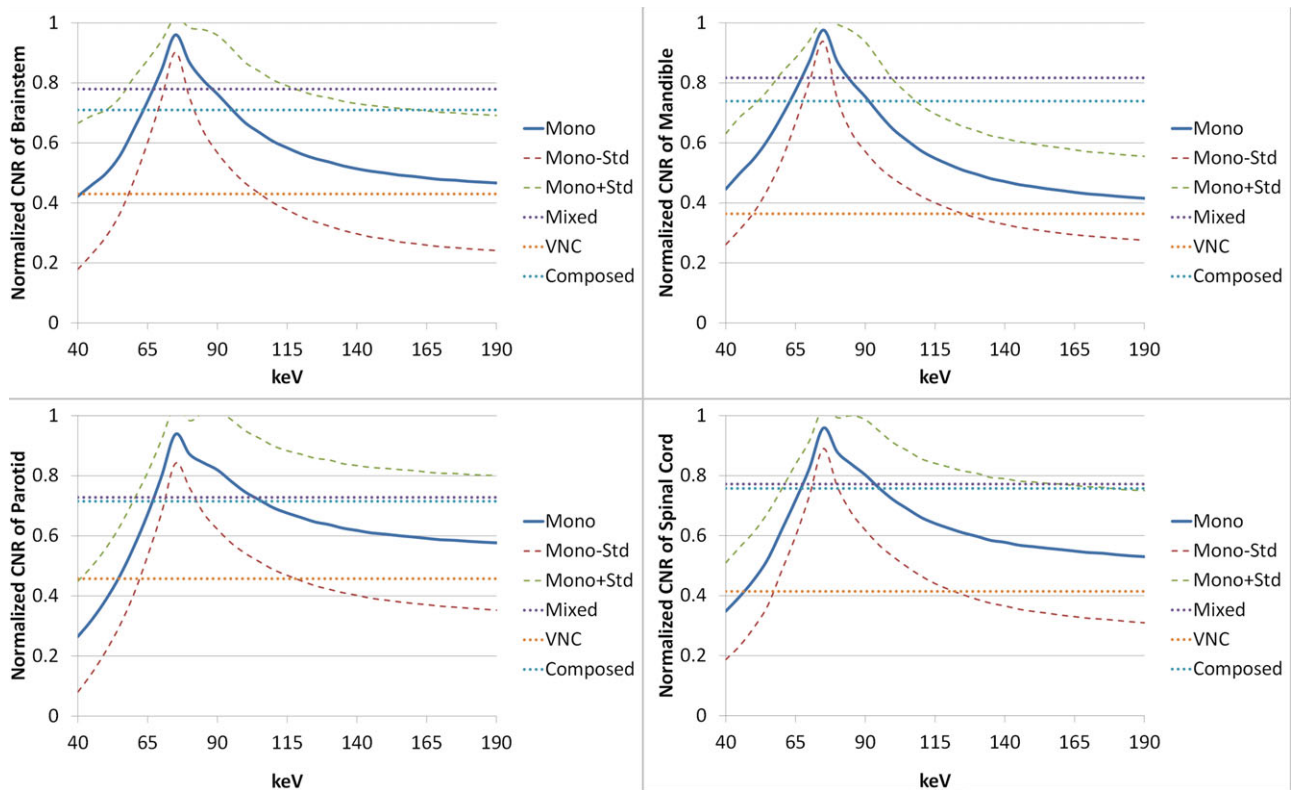 Normalized CNR of Brainstem
1
0.8
0.6
0.4
0.2
0
40 65 90 115 140 165 190
keV
Mono
Mono-Std
Mono+Std
Mixed
VNC
Composed
Normalized CNR of Mandible
1
0.8
0.6
0.4
0.2
0
40 65 90 115 140 165 190
keV
Mono
Mono-Std
Mono+Std
Mixed
VNC
Composed
Normalized CNR of Parotid
1
0.8
0.6
0.4
0.2
0
40 65 90 115 140 165 190
keV
Mono
Mono-Std
Mono+Std
Mixed
VNC
Composed
Normalized CNR of Spinal Cord
1
0.8
0.6
0.4
0.2
0
40 65 90 115 140 165 190
keV
Mono
Mono-Std
Mono+Std
Mixed
VNC
Composed